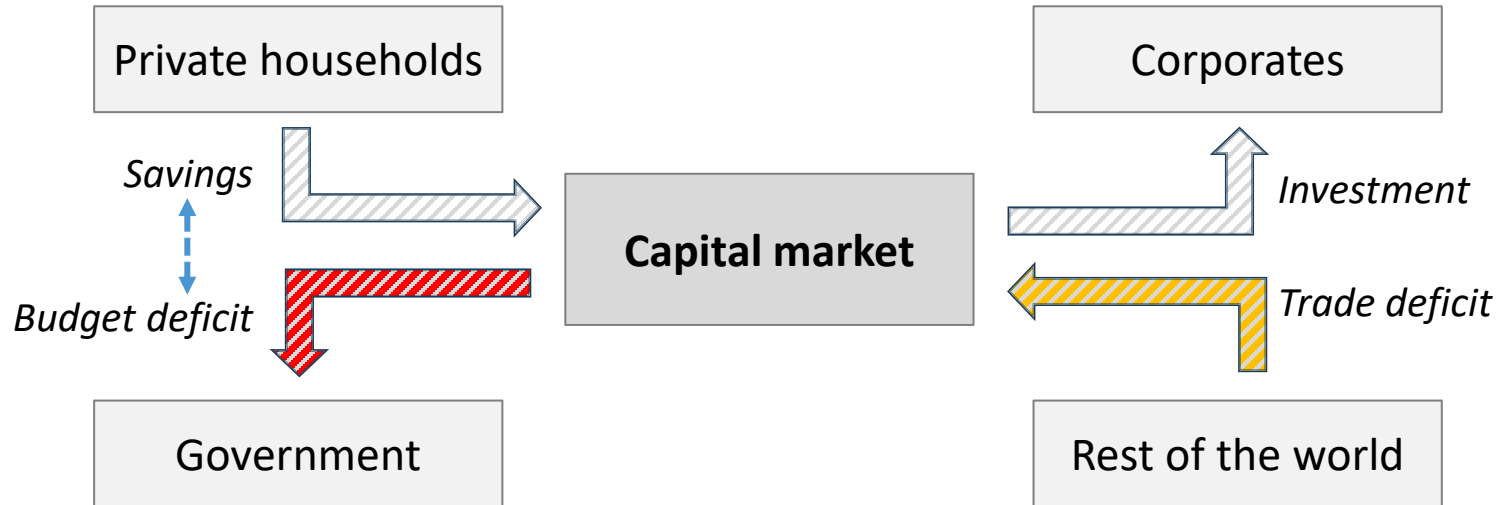 Private households
Corporates
Savings
Investment
Capital market
Budget deficit
Trade deficit
Government
Rest of the world